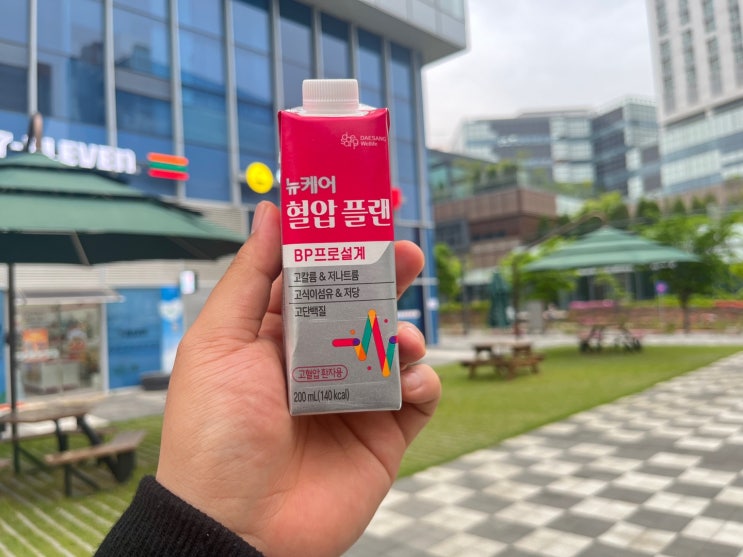 7-ELEVEN
DAESANG
Wellife
뉴케어
혈압 플랜
BP프로설계
고칼륨 & 저나트륨
고식이섬유 & 저당
고단백질
고혈압 환자용
200 mL(140 kcal)